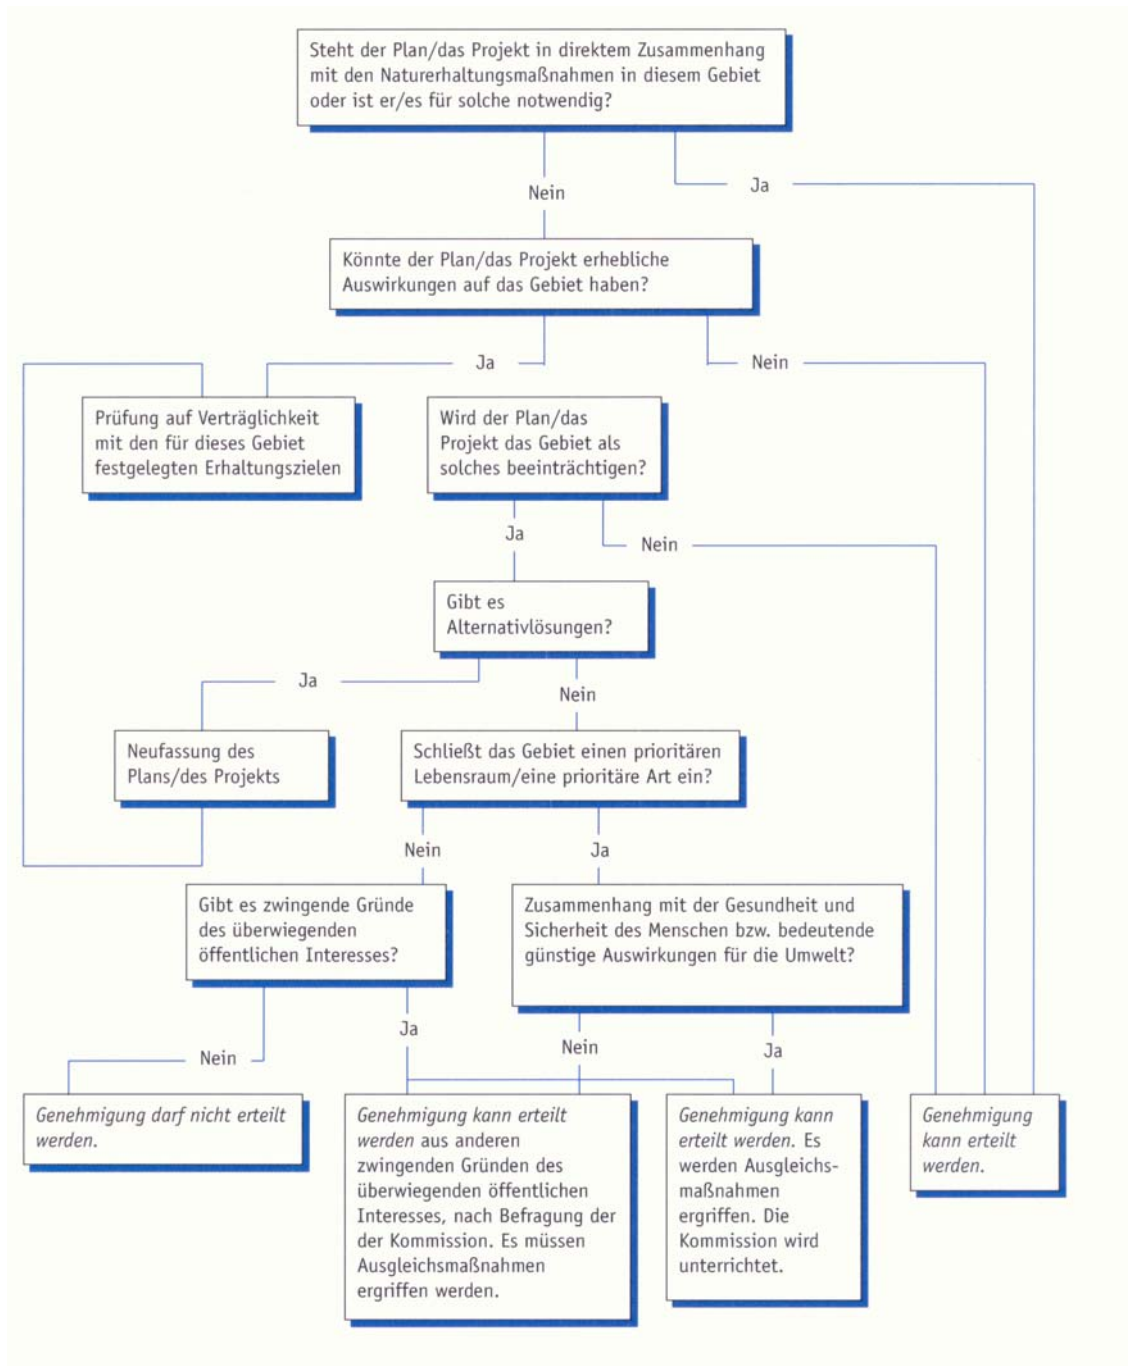 Steht der Plan/das Projekt in direktem Zusammenhang
mit den Naturerhaltungsmaßnahmen in diesem Gebiet
oder ist er/es für solche notwendig?
Nein
Ja
Könnte der Plan/das Projekt erhebliche
Auswirkungen auf das Gebiet haben?
Ja
Nein
Prüfung auf Verträglichkeit
mit den für dieses Gebiet
festgelegten Erhaltungszielen
Wird der Plan/das
Projekt das Gebiet als
solches beeinträchtigen?
Ja
Nein
Gibt es
Alternativlösungen?
Ja
Nein
Neufassung des
Plans/des Projekts
Schließt das Gebiet einen prioritären
Lebensraum/eine prioritäre Art ein?
Nein
Ja
Gibt es zwingende Gründe
des überwiegenden
öffentlichen Interesses?
Zusammenhang mit der Gesundheit und
Sicherheit des Menschen bzw. bedeutende
günstige Auswirkungen für die Umwelt?
Nein
Ja
Nein
Ja
Genehmigung darf nicht erteilt
werden.
Genehmigung kann erteilt
werden aus anderen
zwingenden Gründen des
überwiegenden öffentlichen
Interesses, nach Befragung der
der Kommission. Es müssen
Ausgleichsmaßnahmen
ergriffen werden.
Genehmigung kann
erteilt werden. Es
werden Ausgleichs-
maßnahmen
ergriffen. Die
Kommission wird
unterrichtet.
Genehmigung
kann erteilt
werden.